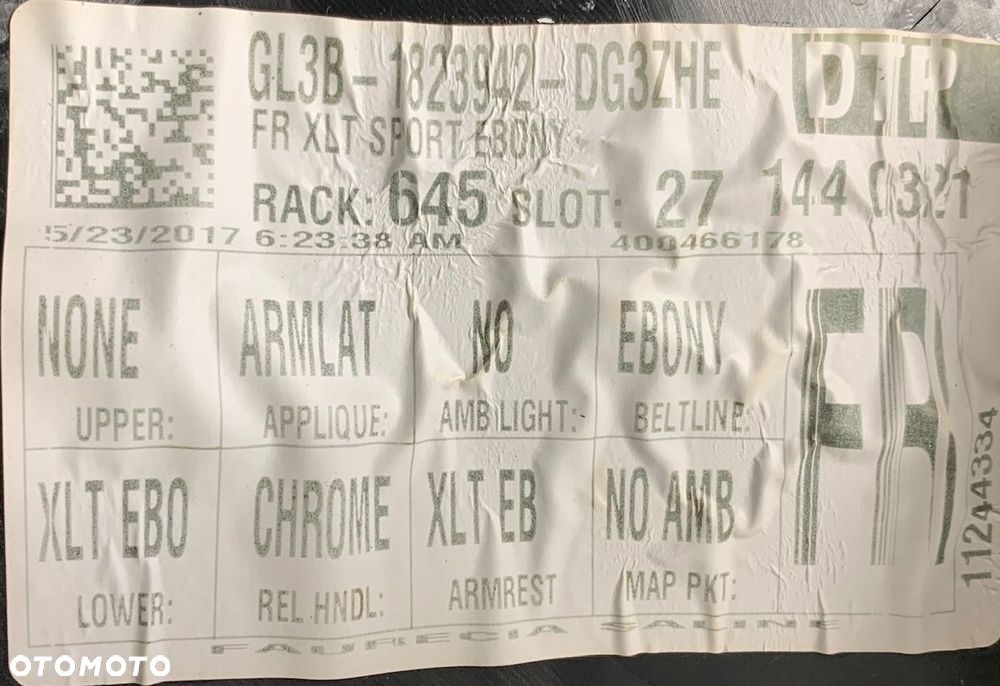 GL3B-1823942-DG3ZHE
DTP
FR XLT SPORT EBONY
RACK: 645 SLOT: 27 144 0321
5/23/2017 6:23:38 AM 400466178
NONE ARMLAT NO EBONY
UPPER: APPLIQUE: AMB LIGHT: BELTLINE:
FR
XLT EBO CHROME XLT EB NO AMB
LOWER: REL HNDL: ARMREST MAP PKT:
112444334
FAURECIA SALINE
OTOMOTO